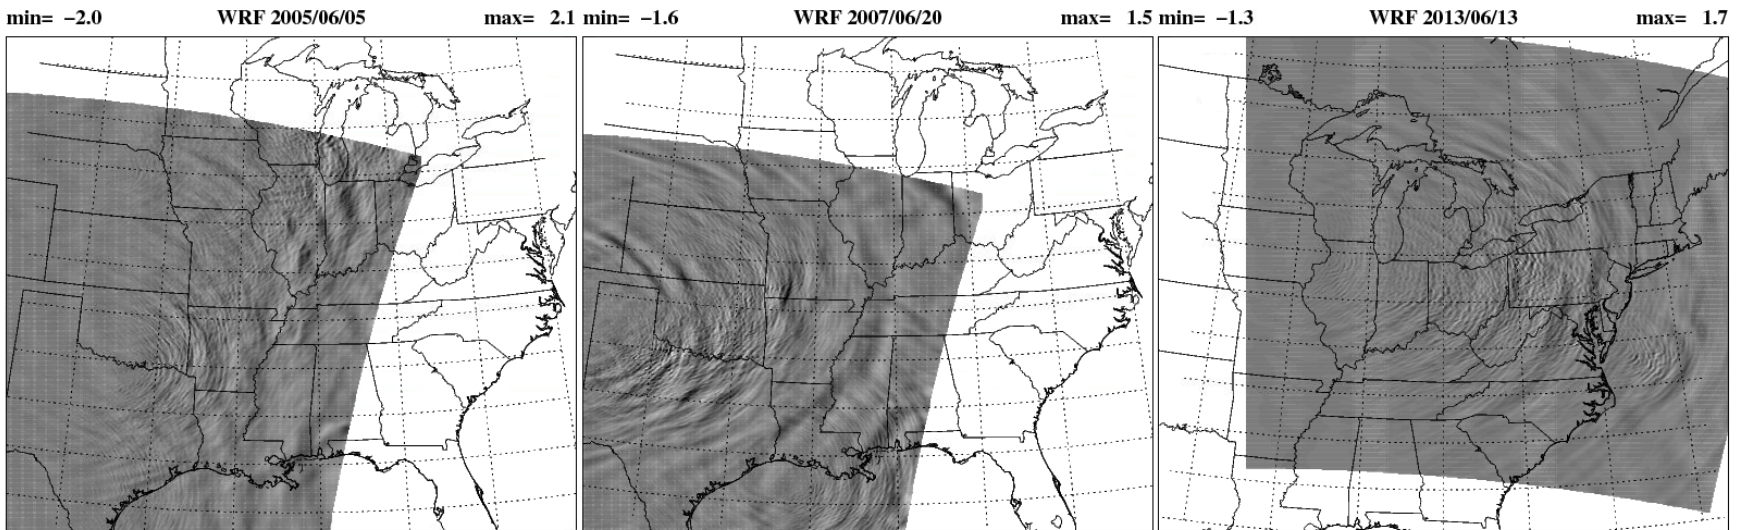 min= −2.0 WRF 2005/06/05 max= 2.1
min= −1.6 WRF 2007/06/20 max= 1.5
min= −1.3 WRF 2013/06/13 max= 1.7